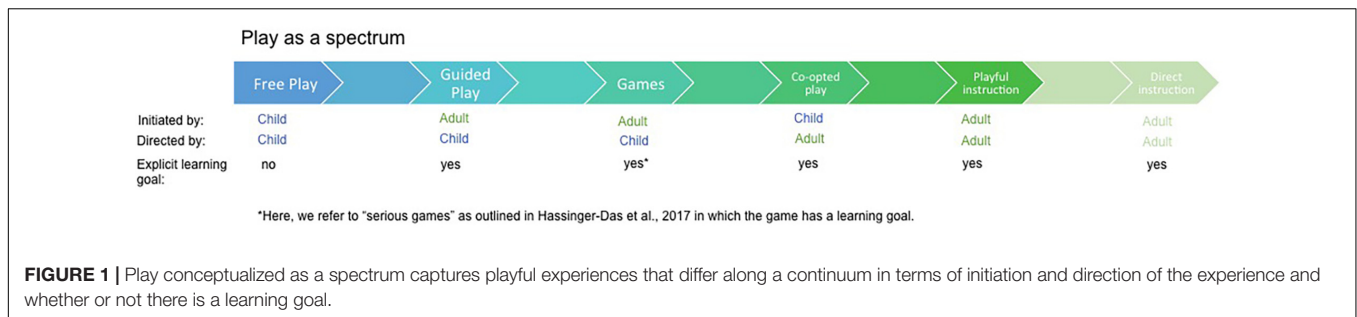 Play as a spectrum
Free Play Guided Play Games Co-opted play Playful instruction Direct instruction
Initiated by: Child Adult Adult Child Adult Adult
Directed by: Child Child Child Adult Adult Adult
Explicit learning goal: no yes yes* yes yes yes
*Here, we refer to “serious games” as outlined in Hassinger-Das et al., 2017 in which the game has a learning goal.
FIGURE 1 | Play conceptualized as a spectrum captures playful experiences that differ along a continuum in terms of initiation and direction of the experience and
whether or not there is a learning goal.